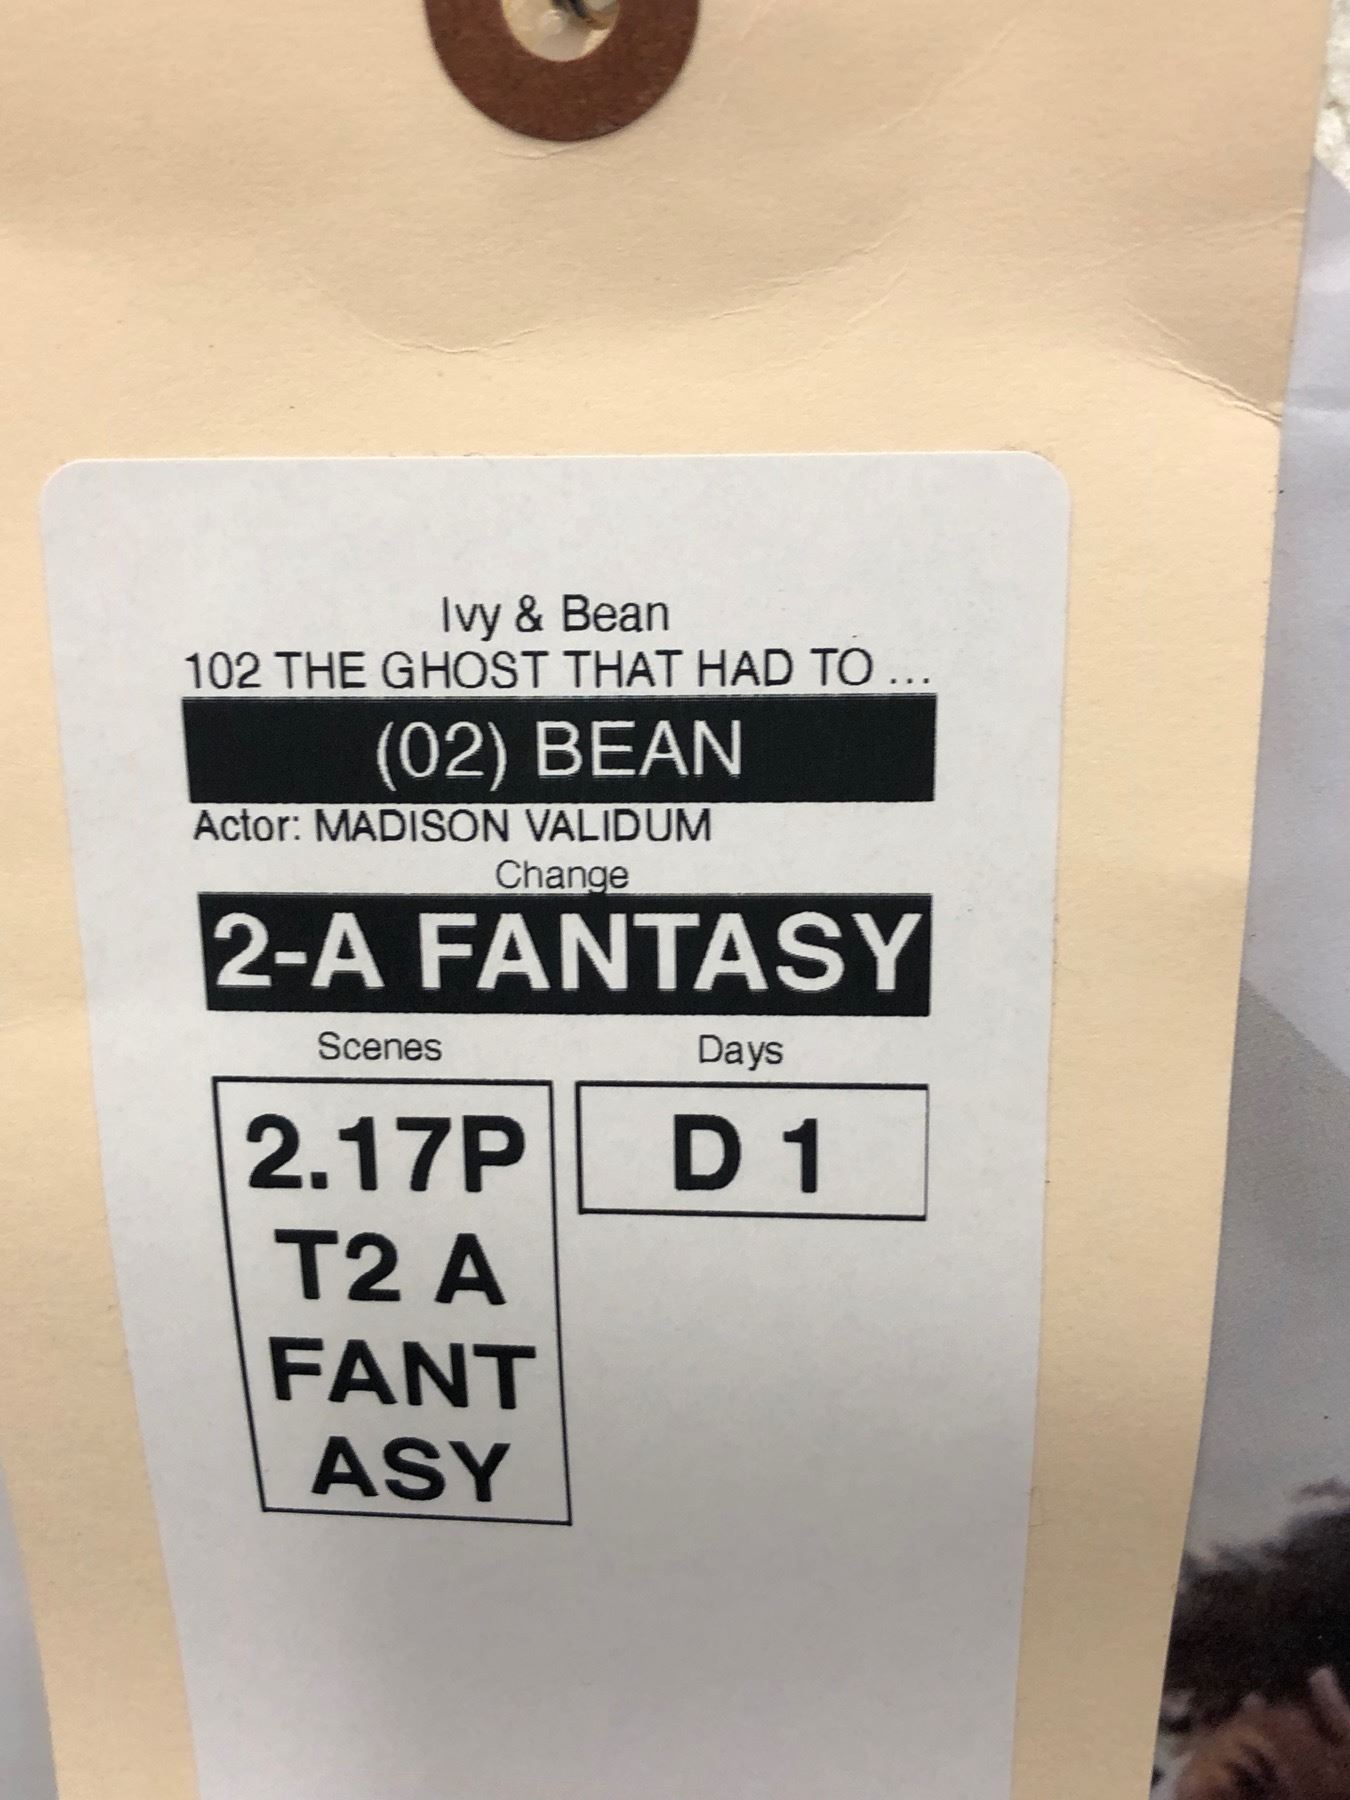 Ivy & Bean
102 THE GHOST THAT HAD TO ...
(02) BEAN
Actor: MADISON VALIDUM
Change
2-A FANTASY
Scenes Days
2.17P D 1
T2 A
FANT
ASY